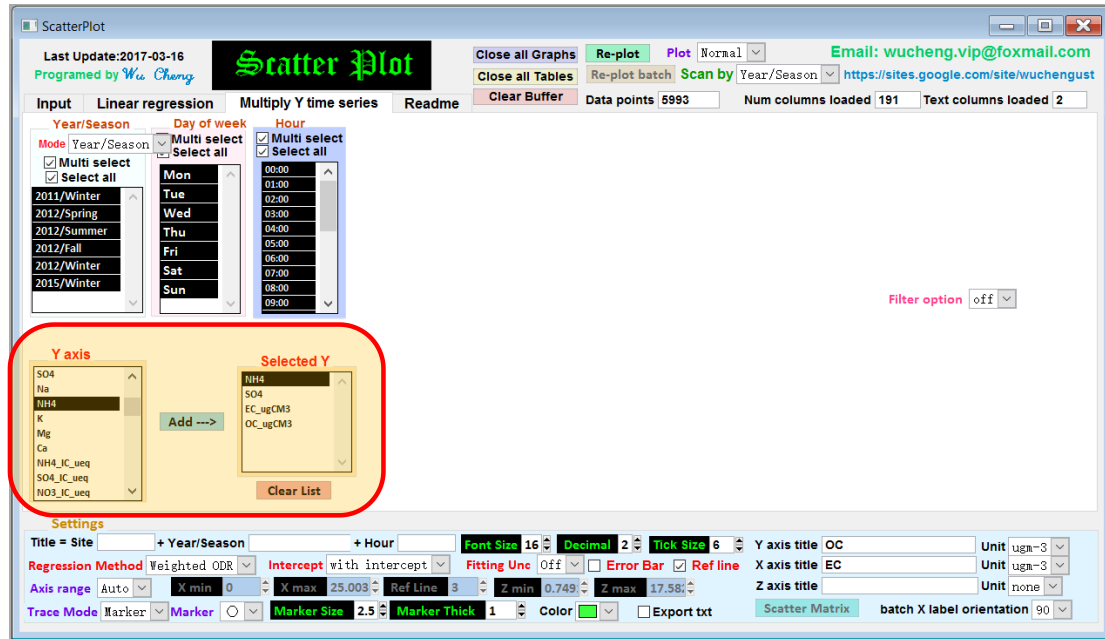 ScatterPlot
Last Update:2017-03-16
Programed by Wu Cheng
Scatter Plot
Close all Graphs
Re-plot
Plot Normal
Email: wucheng.vip@foxmail.com
Close all Tables
Re-plot batch
Scan by Year/Season
https://sites.google.com/site/wuchengust
Clear Buffer
Data points 5993
Num columns loaded 191
Text columns loaded 2
Input
Linear regression
Multiply Y time series
Readme
Year/Season
Mode Year/Season
Multi select
Select all
2011/Winter
2012/Spring
2012/Summer
2012/Fall
2012/Winter
2015/Winter
Day of week
Multi select
Select all
Mon
Tue
Wed
Thu
Fri
Sat
Sun
Hour
Multi select
Select all
00:00
01:00
02:00
03:00
04:00
05:00
06:00
07:00
08:00
09:00
Filter option off
Y axis
SO4
Na
NH4
K
Mg
Ca
NH4_IC_ueq
SO4_IC_ueq
NO3_IC_ueq
Add --->
Selected Y
NH4
SO4
EC_ugCM3
OC_ugCM3
Clear List
Settings
Title = Site + Year/Season + Hour
Font Size 16 Decimal 2 Tick Size 6
Y axis title OC Unit ugm-3
Regression Method Weighted ODR Intercept with intercept Fitting Unc Off Error Bar Ref line
X axis title EC Unit ugm-3
Axis range Auto X min 0 X max 25.003 Ref Line 3 Z min 0.749 Z max 17.582
Z axis title Unit none
Trace Mode Marker Marker Marker Size 2.5 Marker Thick 1 Color Export txt
Scatter Matrix batch X label orientation 90